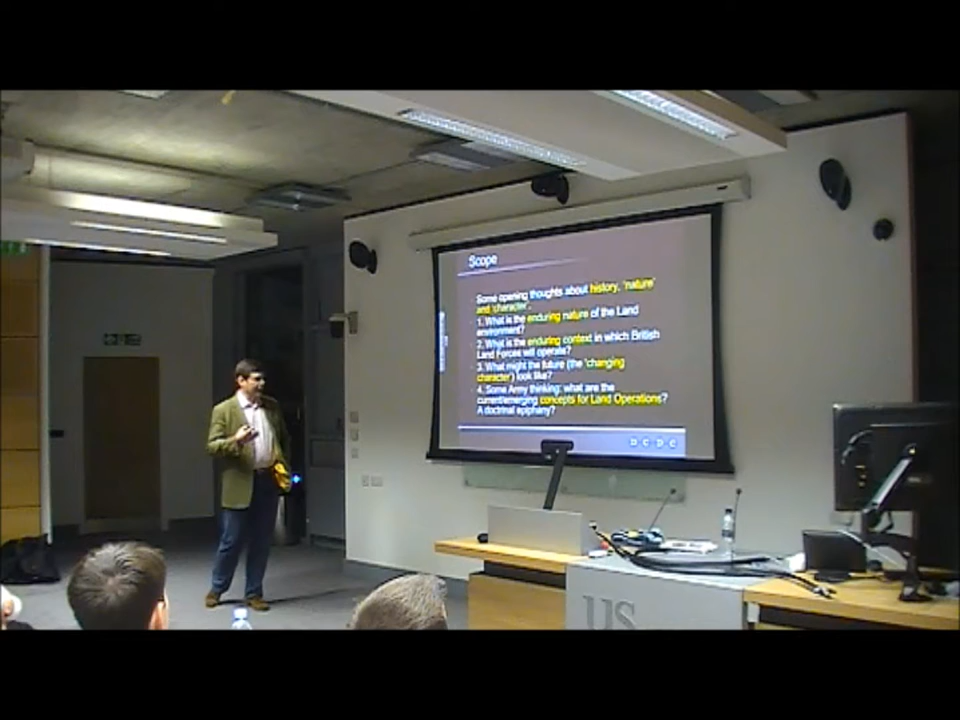 Scope
Some opening thoughts about history, 'nature'
and 'character'.
1. What is the enduring nature of the Land
environment?
2. What is the enduring context in which British
Land Forces will operate?
3. What might the future (the 'changing
character') look like?
4. Some Army thinking: what are the
current/emerging concepts for Land Operations?
A doctrinal epiphany?
DCDC
US